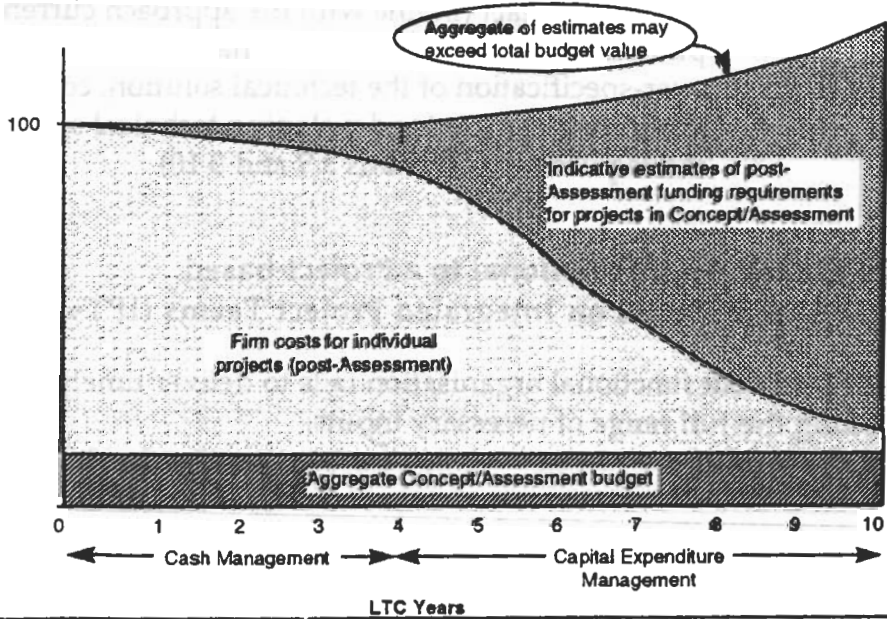 Aggregate of estimates may
exceed total budget value
100
Indicative estimates of post-
Assessment funding requirements
for projects in Concept/Assessment
Firm costs for individual
projects (post-Assessment)
Aggregate Concept/Assessment budget
0 1 2 3 4 5 6 7 8 9 10
Cash Management
Capital Expenditure
Management
LTC Years